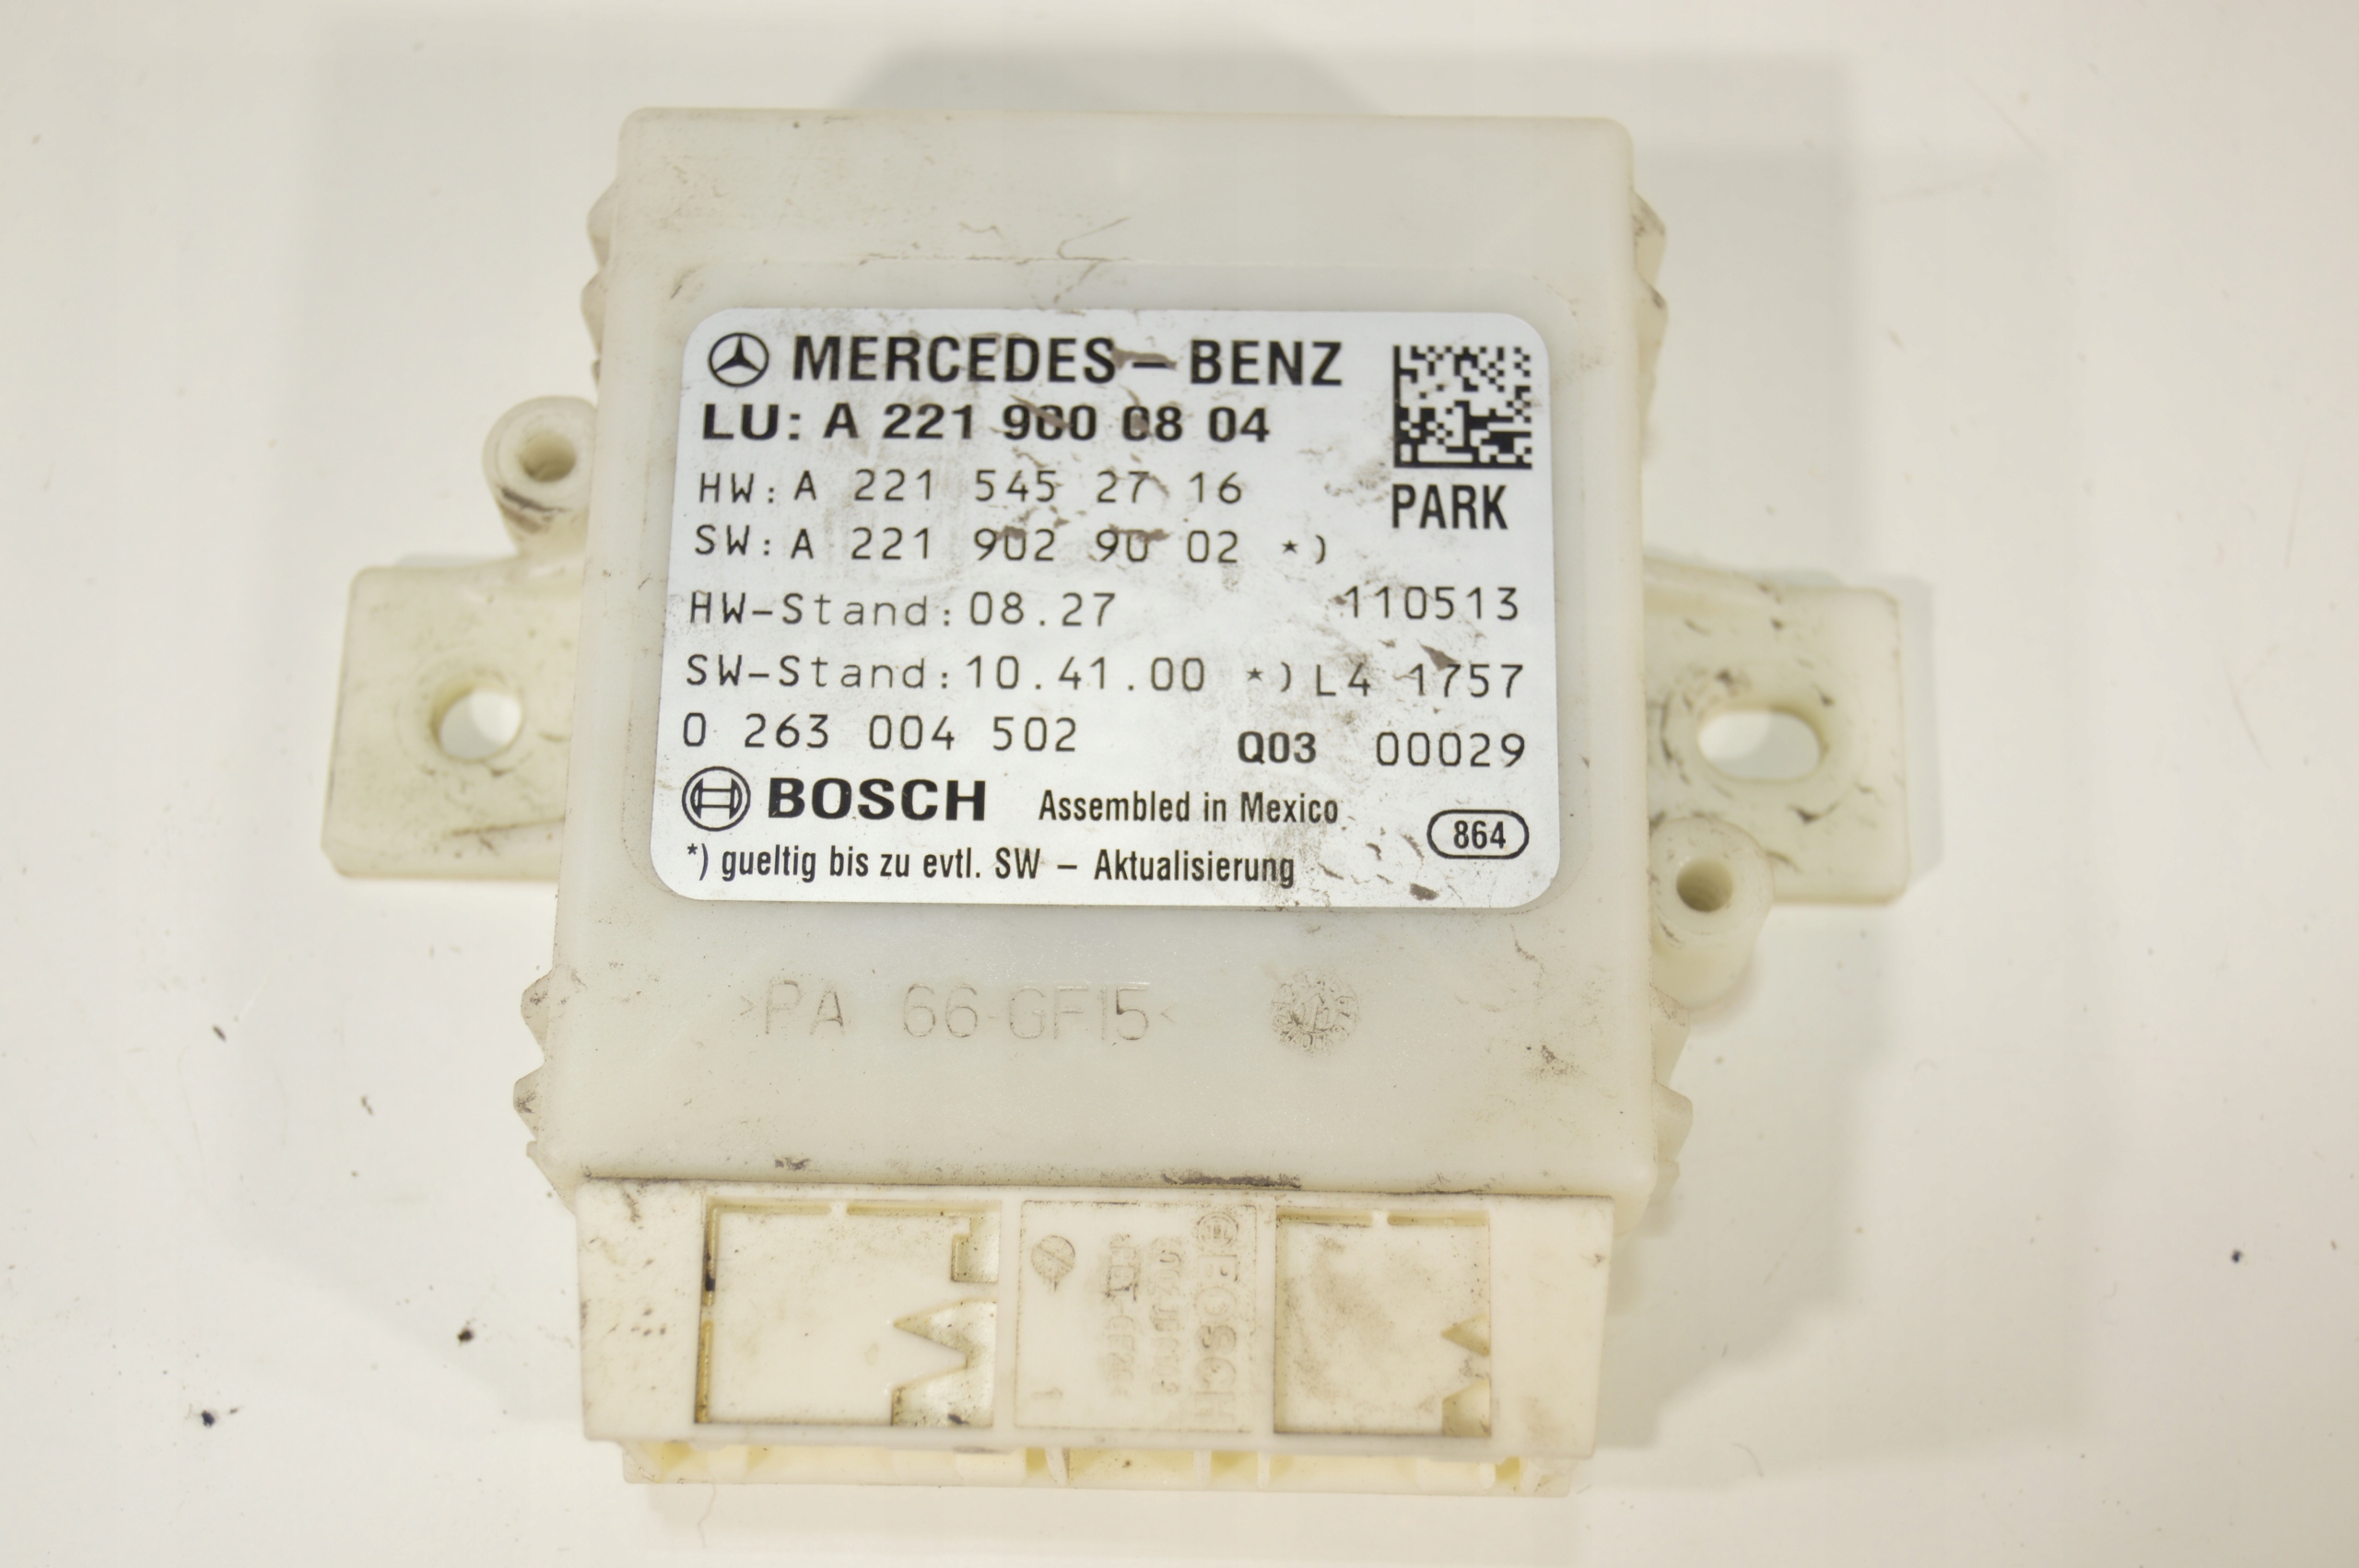 MERCEDES – BENZ
LU: A 221 900 08 04
HW: A 221 545 27 16
PARK
SW: A 221 902 90 02 *)
HW-Stand: 08.27 110513
SW-Stand: 10.41.00 *) L4 1757
0 263 004 502 Q03 00029
BOSCH Assembled in Mexico
864
*) gueltig bis zu evtl. SW – Aktualisierung
>PA 66-GF15<
BOSCH
1